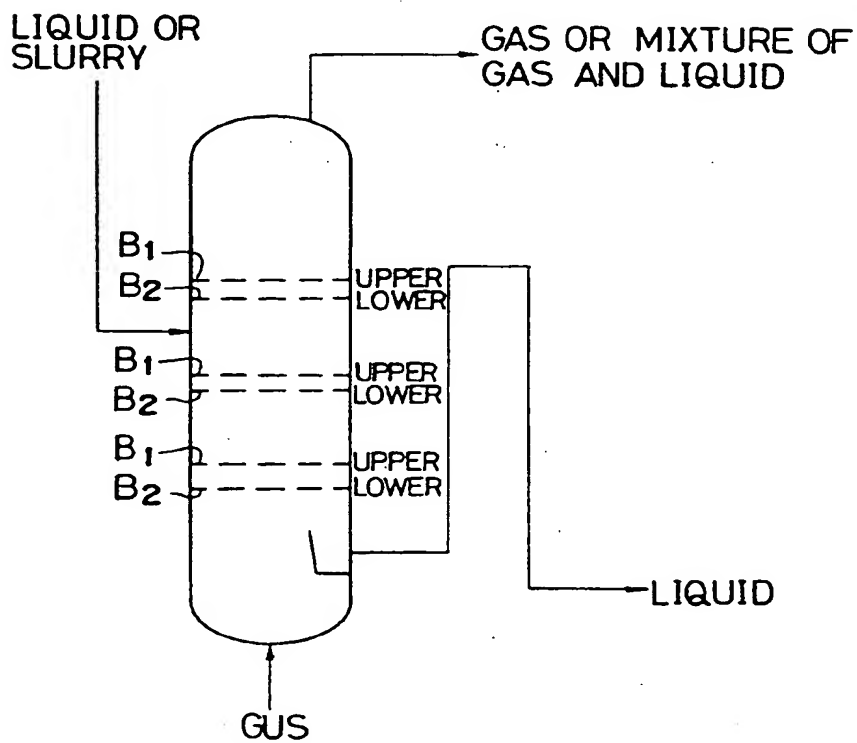 LIQUID OR
SLURRY
GAS OR MIXTURE OF
GAS AND LIQUID
B1
UPPER
B2
LOWER
B1
UPPER
B2
LOWER
B1
UPPER
B2
LOWER
LIQUID
GUS